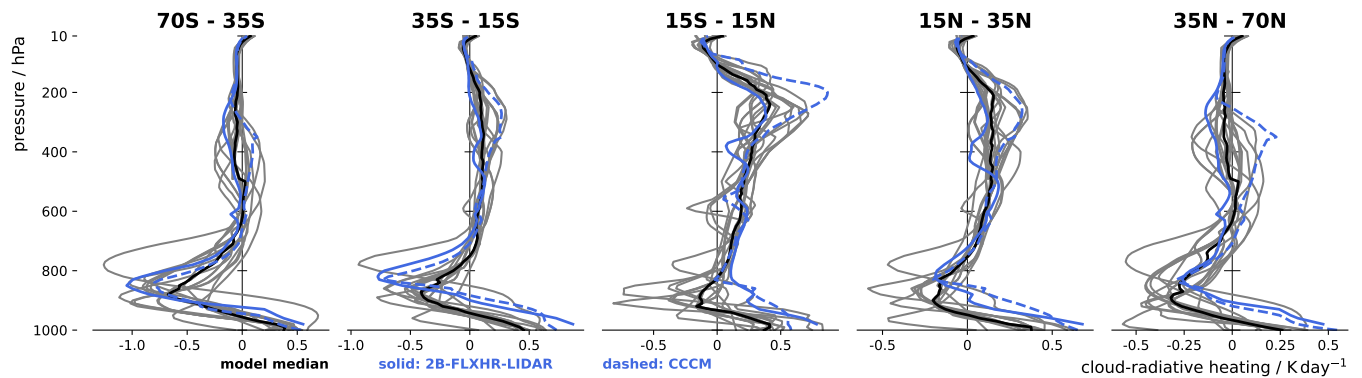 70S - 35S 35S - 15S 15S - 15N 15N - 35N 35N - 70N
pressure / hPa
10
200
400
600
800
1000
-1.0 -0.5 0 0.5 -1.0 -0.5 0 0.5 -0.5 0 0.5 -0.5 0 0.5 -0.5 -0.25 0 0.25 0.5
model median solid: 2B-FLXHR-LIDAR dashed: CCCM cloud-radiative heating / K day⁻¹